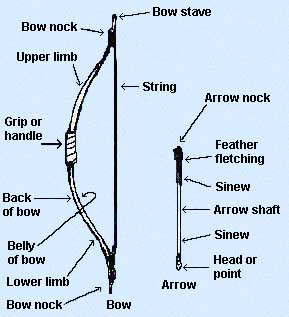 Bow stave
Bow nock
Upper limb
String
Grip or
handle
Back
of bow
Belly
of bow
Lower limb
Bow nock
Bow
Arrow nock
Feather
fletching
Sinew
Arrow shaft
Sinew
Head or
point
Arrow